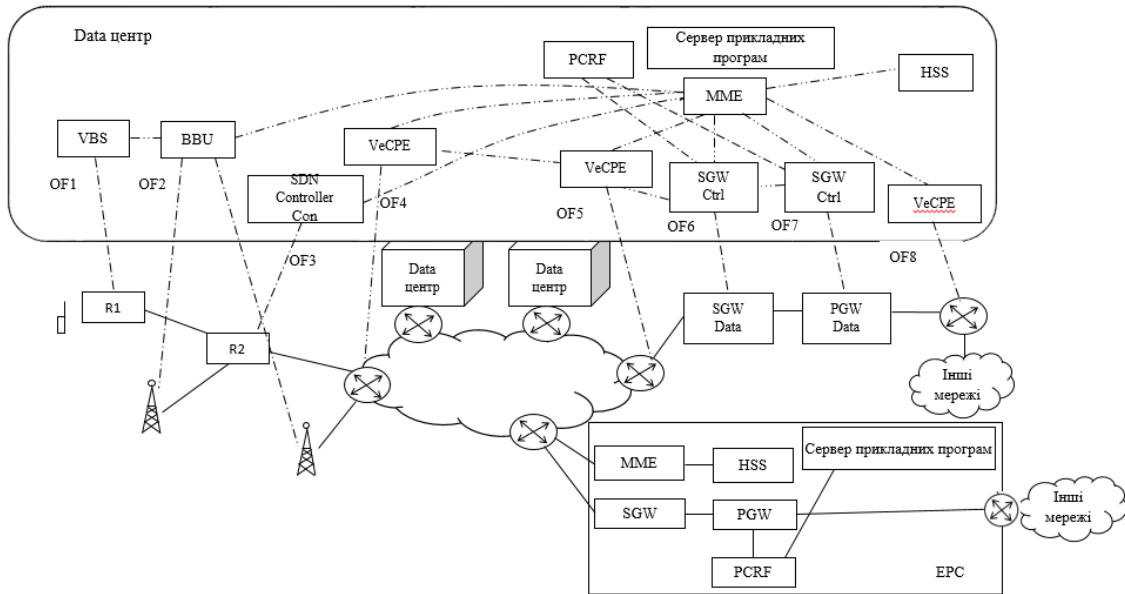 Data центр
Сервер прикладних
програм
PCRF
HSS
MME
VBS
BBU
VeCPE
VeCPE
SGW
Ctrl
SGW
Ctrl
VeCPE
SDN
Controller
Con
OF1
OF2
OF4
OF5
OF6
OF7
OF3
OF8
Data
центр
Data
центр
R1
R2
SGW
Data
PGW
Data
Інші
мережі
MME
HSS
Сервер прикладних програм
SGW
PGW
Інші
мережі
PCRF
EPC